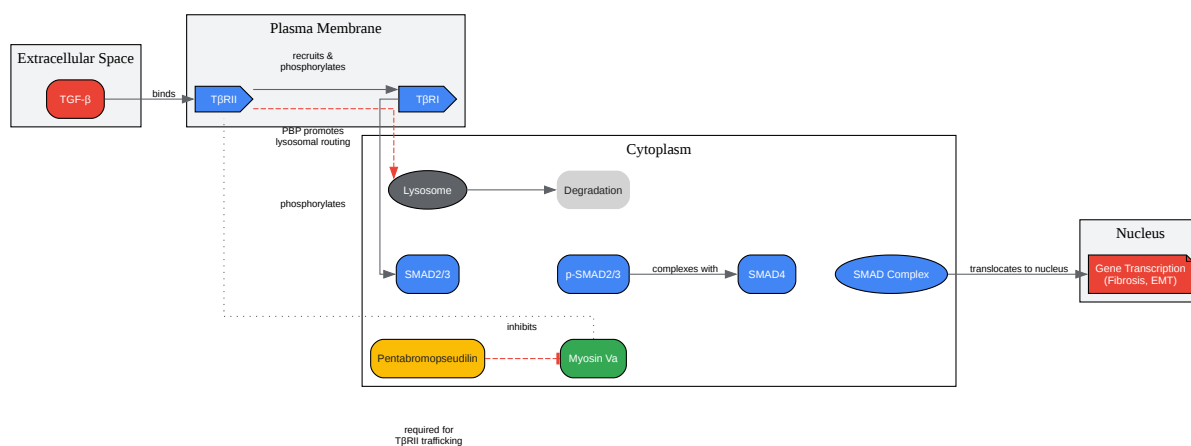 Plasma Membrane
Extracellular Space
recruits &
phosphorylates
TGF-β
binds
TβRII
TβRI
PBP promotes
lysosomal routing
Cytoplasm
Lysosome
Degradation
phosphorylates
Nucleus
SMAD2/3
p-SMAD2/3
complexes with
SMAD4
SMAD Complex
translocates to nucleus
Gene Transcription
(Fibrosis, EMT)
inhibits
Pentabromopseudilin
Myosin Va
required for
TβRII trafficking